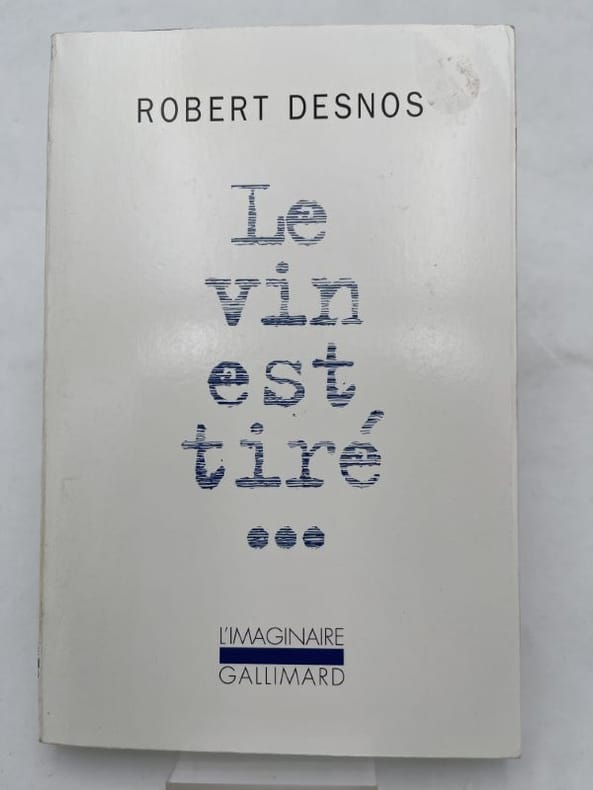 ROBERT DESNOS
Le
vin
est
tiré
...
L'IMAGINAIRE
GALLIMARD